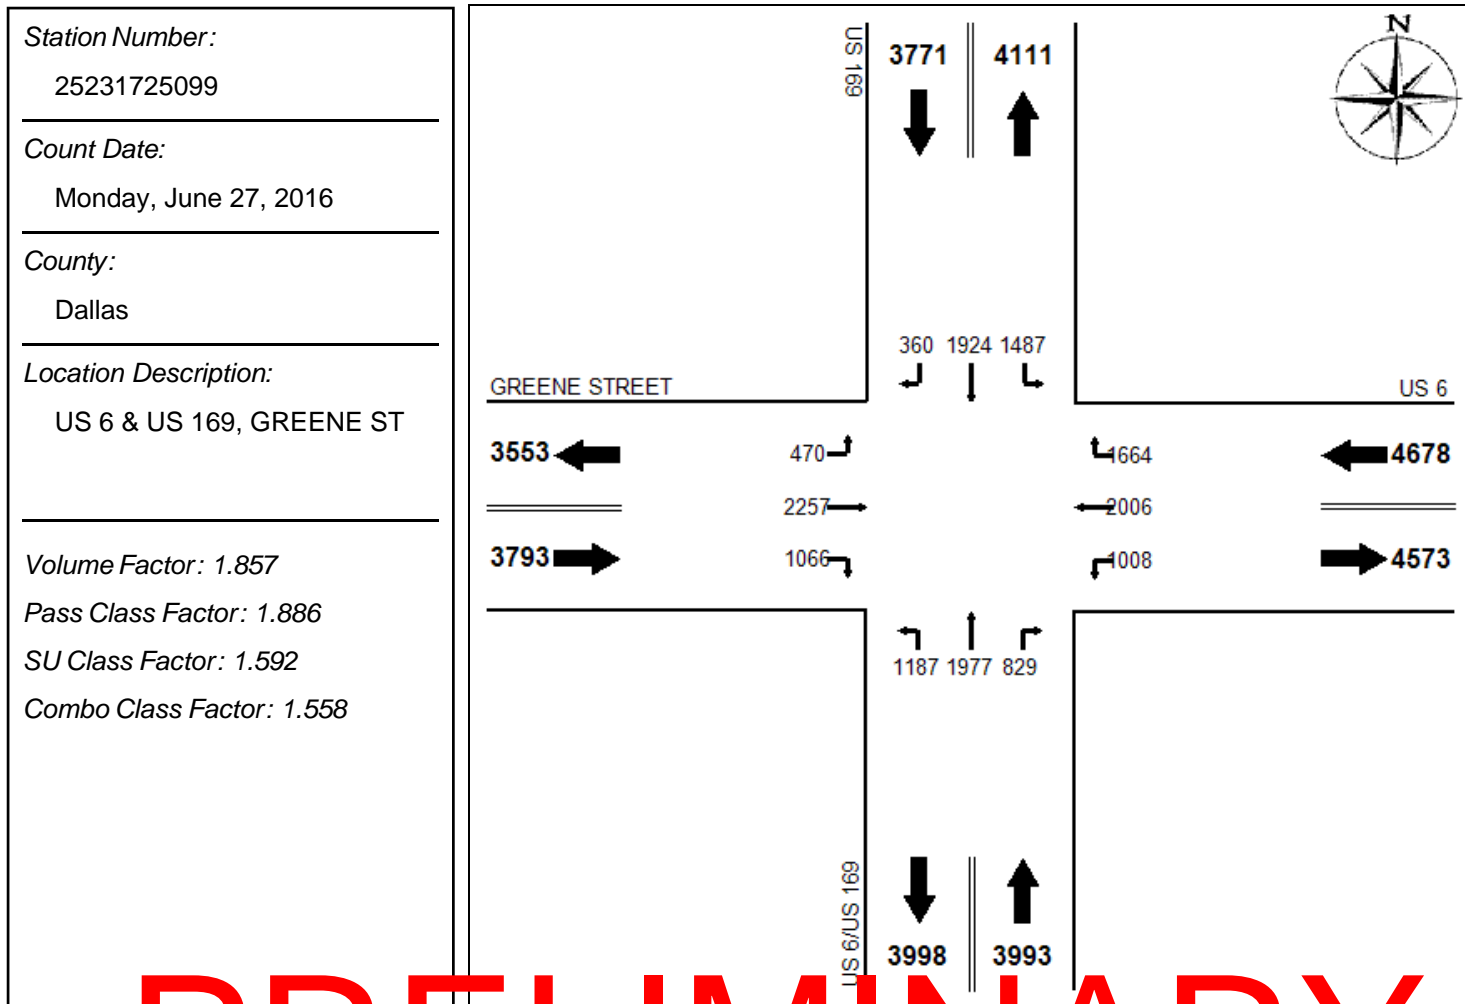 Station Number:
25231725099
Count Date:
Monday, June 27, 2016
County:
Dallas
Location Description:
US 6 & US 169, GREENE ST
Volume Factor: 1.857
Pass Class Factor: 1.886
SU Class Factor: 1.592
Combo Class Factor: 1.558
N
US 169
3771 4111
360 1924 1487
GREENE STREET
US 6
3553 470 1664 4678
2257 2006
3793 1066 1008 4573
1187 1977 829
US 6/US 169
3998 3993
PRELIMINARY